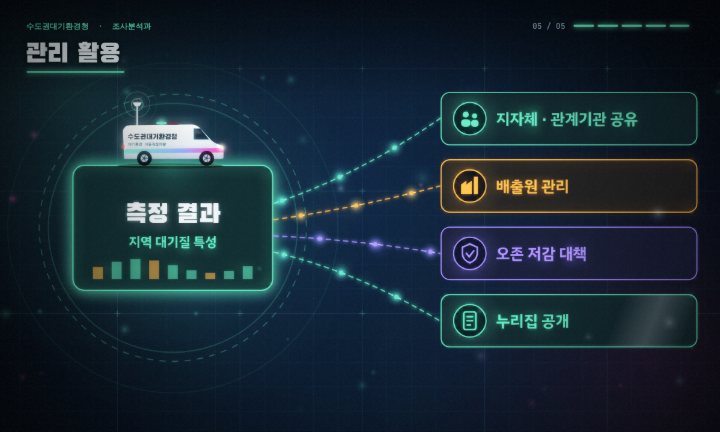 수도권대기환경청 · 조사분석과
05 / 05
관리 활용
수도권대기환경청
측정 결과
지역 대기질 특성
지자체 · 관계기관 공유
배출원 관리
오존 저감 대책
누리집 공개